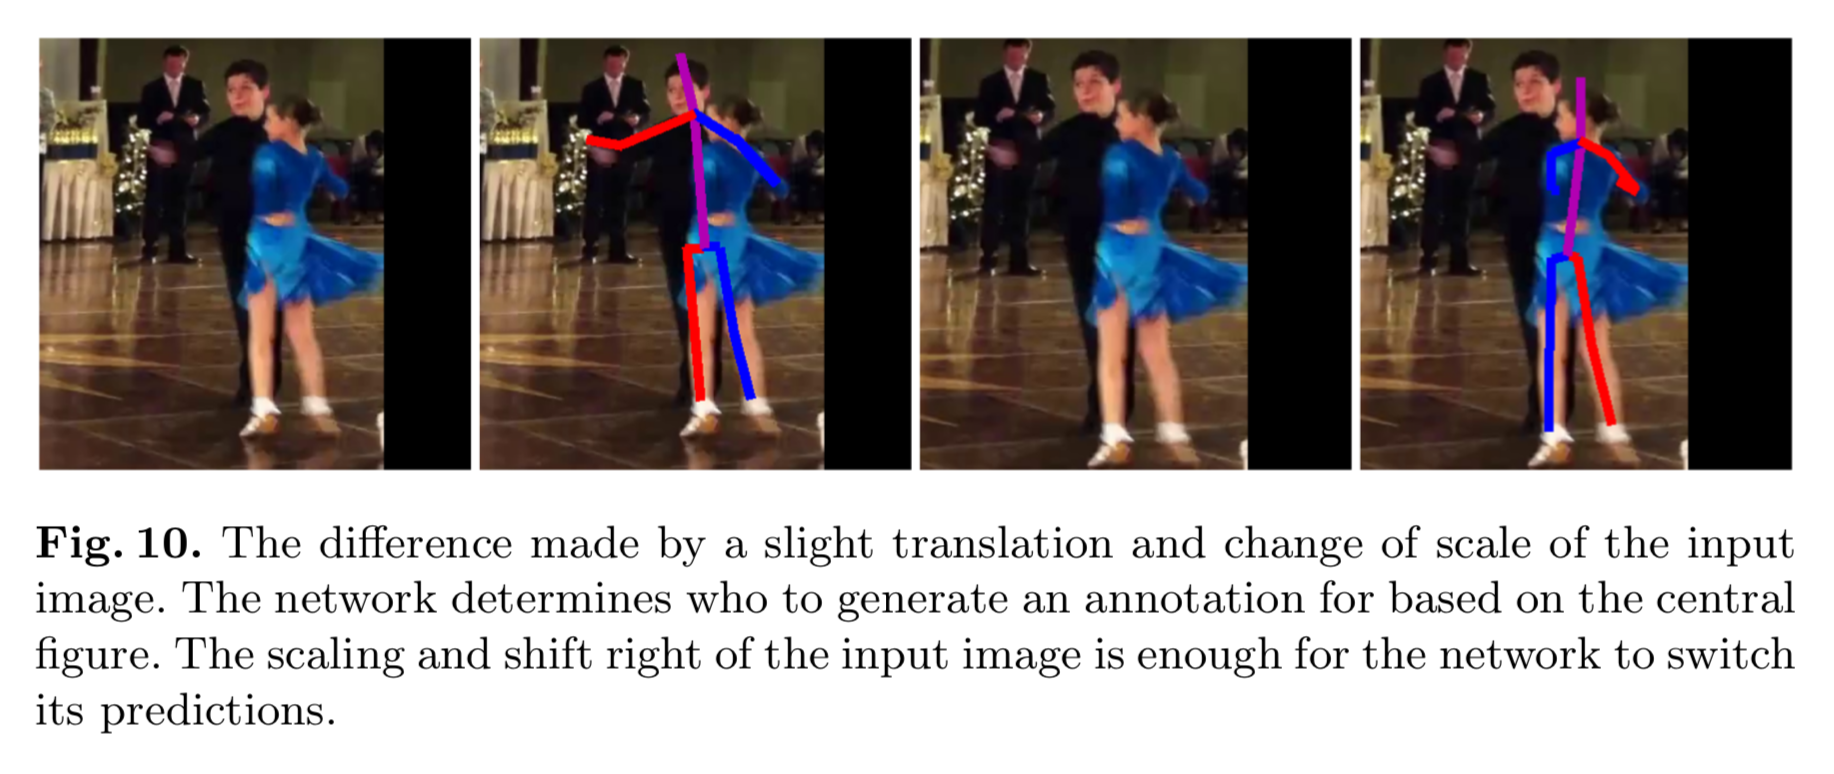 Fig. 10. The difference made by a slight translation and change of scale of the input
image. The network determines who to generate an annotation for based on the central
figure. The scaling and shift right of the input image is enough for the network to switch
its predictions.